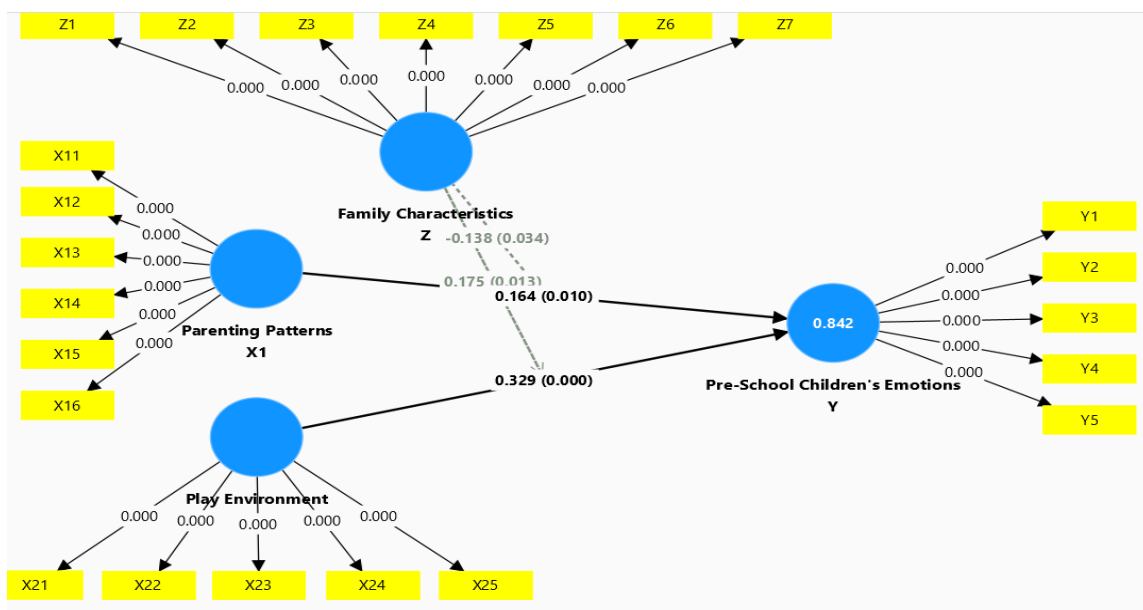 Z1
Z2
Z3
Z4
Z5
Z6
Z7
0.000
0.000
0.000
0.000
0.000
0.000
0.000
Family Characteristics
Z
X11
X12
X13
X14
X15
X16
0.000
0.000
0.000
0.000
0.000
0.000
Parenting Patterns
X1
-0.138 (0.034)
0.175 (0.013)
0.164 (0.010)
0.329 (0.000)
0.842
Pre-School Children's Emotions
Y
0.000
0.000
0.000
0.000
0.000
Y1
Y2
Y3
Y4
Y5
Play Environment
0.000
0.000
0.000
0.000
0.000
X21
X22
X23
X24
X25